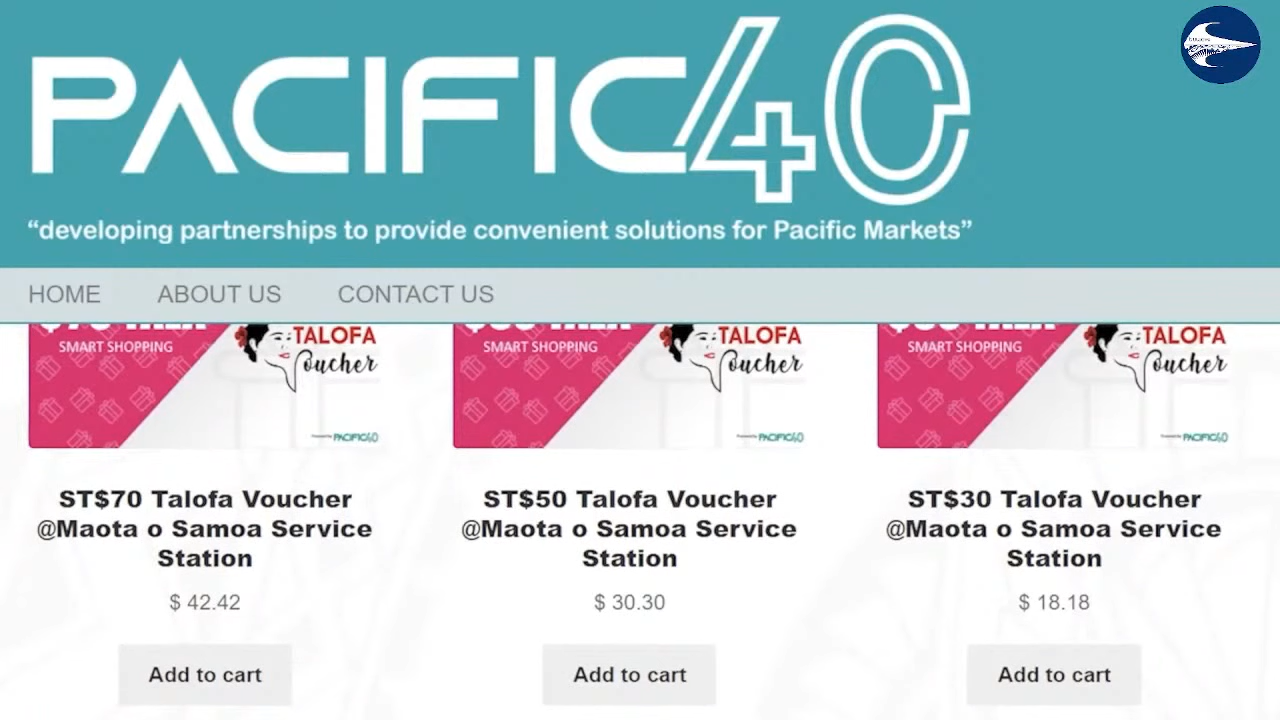 PACIFIC40
“developing partnerships to provide convenient solutions for Pacific Markets”
HOME ABOUT US CONTACT US
SMART SHOPPING
TALOFA
Voucher
PACIFIC40
SMART SHOPPING
TALOFA
Voucher
PACIFIC40
SMART SHOPPING
TALOFA
Voucher
PACIFIC40
ST$70 Talofa Voucher
@Maota o Samoa Service
Station
$ 42.42
Add to cart
ST$50 Talofa Voucher
@Maota o Samoa Service
Station
$ 30.30
Add to cart
ST$30 Talofa Voucher
@Maota o Samoa Service
Station
$ 18.18
Add to cart